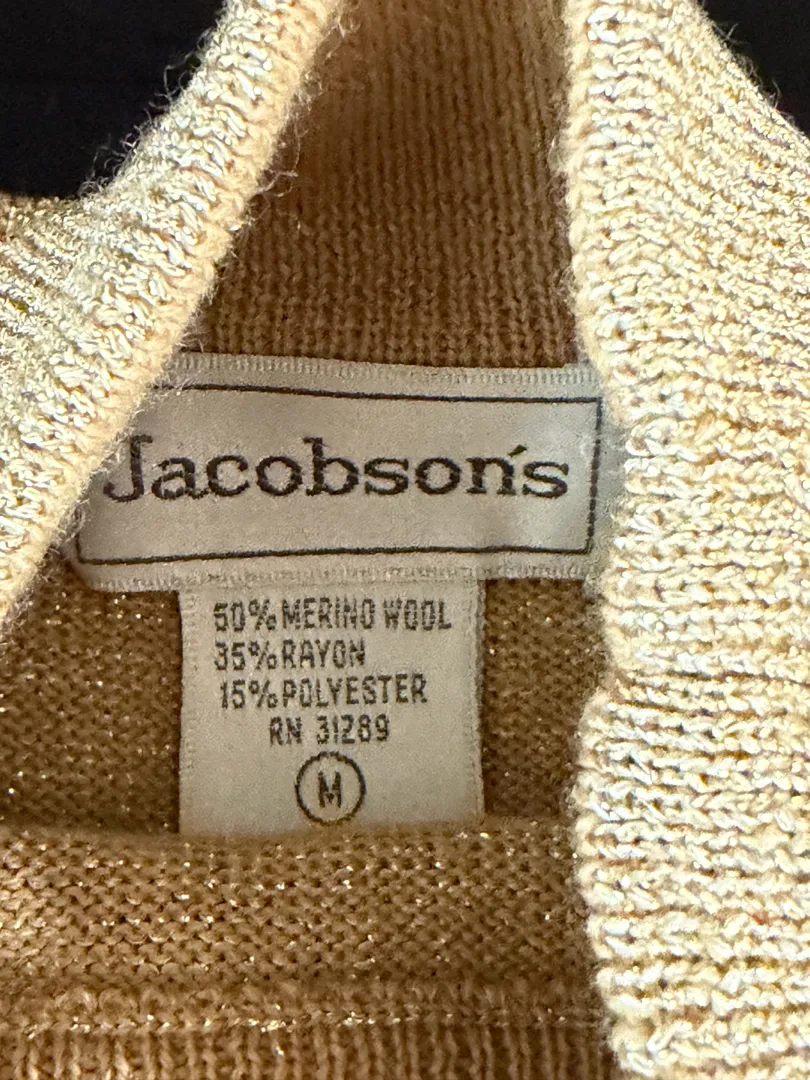 Jacobson's
50% MERINO WOOL
35% RAYON
15% POLYESTER
RN 31289
M